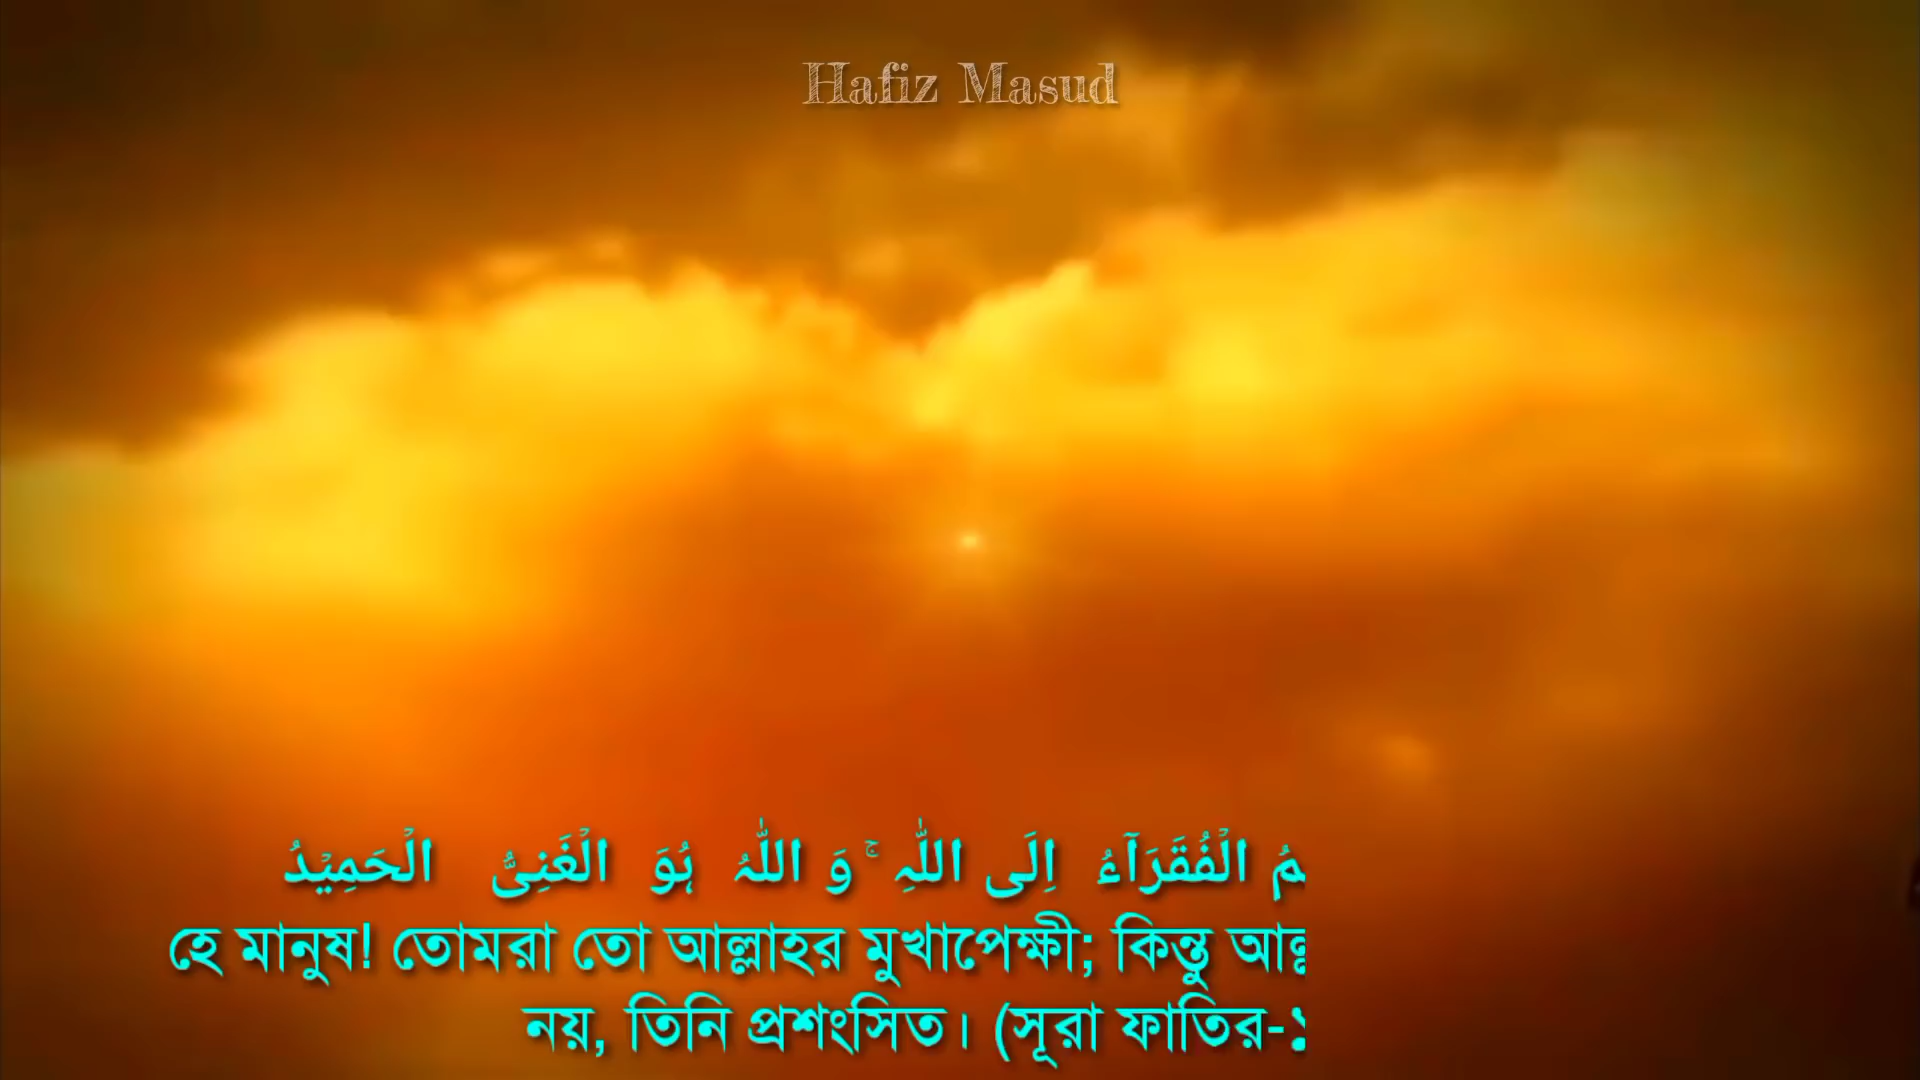 Hafiz Masud
مُ الۡفُقَرَآءُ اِلَی اللّٰہِ ۚ وَ اللّٰہُ ہُوَ الۡغَنِیُّ الۡحَمِیۡدُ
হে মানুষ! তোমরা তো আল্লাহর মুখাপেক্ষী; কিন্তু
নয়, তিনি প্রশংসিত। (সূরা ফাতির-